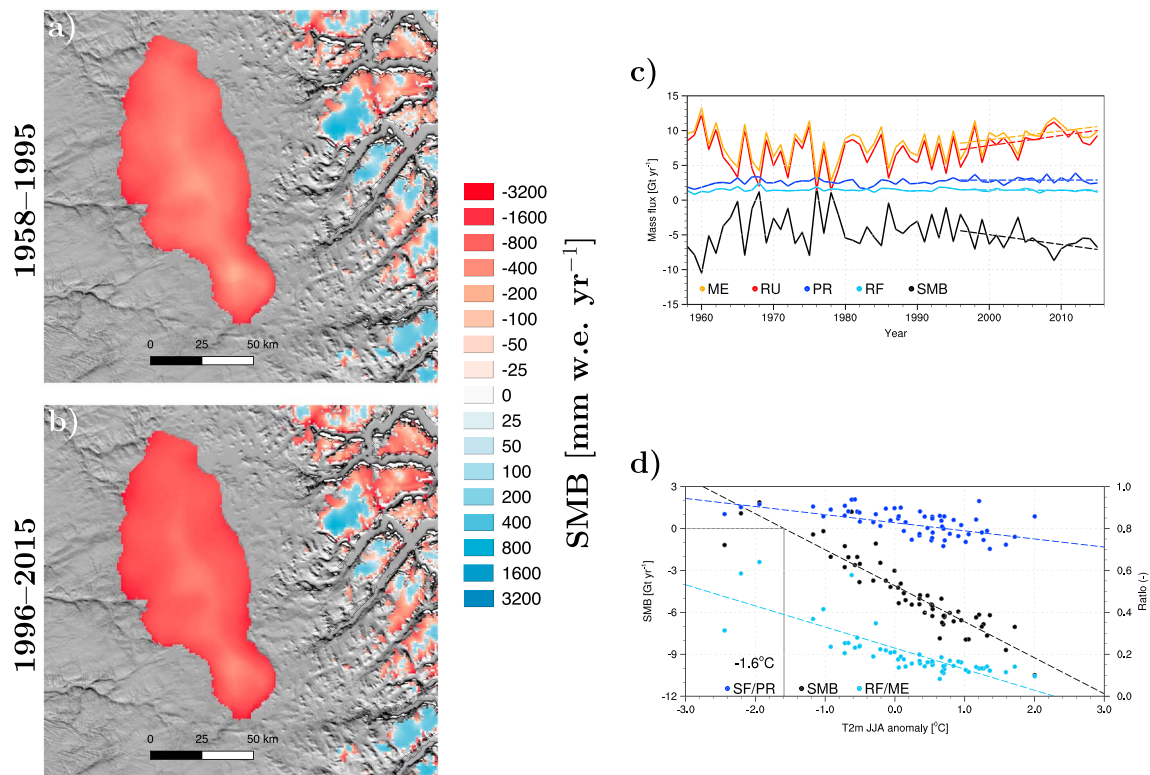 a)
1958–1995
0 25 50 km
b)
1996–2015
0 25 50 km
-3200
-1600
-800
-400
-200
-100
-50
-25
0
25
50
100
200
400
800
1600
3200
SMB [mm w.e. yr⁻¹]
c)
15
10
5
0
-5
-10
-15
Mass flux [Gt yr⁻¹]
ME RU PR RF SMB
1960 1970 1980 1990 2000 2010
Year
d)
3
0
-3
-6
-9
-12
SMB [Gt yr⁻¹]
1.0
0.8
0.6
0.4
0.2
0.0
Ratio (-)
-1.6°C
SF/PR SMB RF/ME
-3.0 -2.0 -1.0 0.0 1.0 2.0 3.0
T2m JJA anomaly [°C]